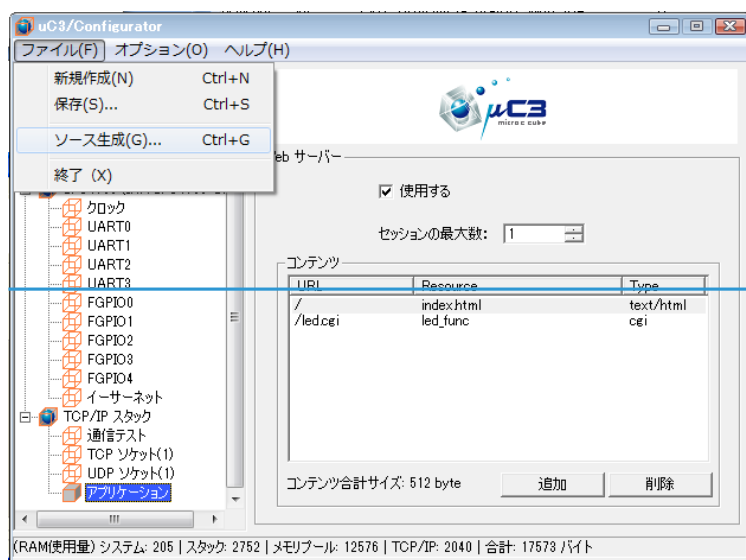 uC3/Configurator
ファイル(F) オプション(O) ヘルプ(H)
新規作成(N) Ctrl+N
保存(S)... Ctrl+S
ソース生成(G)... Ctrl+G
終了 (X)
μC3
micro c cube
eb サーバー
使用する
セッションの最大数: 1
クロック
UART0
UART1
UART2
UART3
FGPIO0
FGPIO1
FGPIO2
FGPIO3
FGPIO4
イーサーネット
TCP/IP スタック
通信テスト
TCP ソケット(1)
UDP ソケット(1)
アプリケーション
コンテンツ
URL Resource Type
/ index.html text/html
/led.cgi led_func cgi
コンテンツ合計サイズ: 512 byte 追加 削除
(RAM使用量) システム: 205 | スタック: 2752 | メモリプール: 12576 | TCP/IP: 2040 | 合計: 17573 バイト